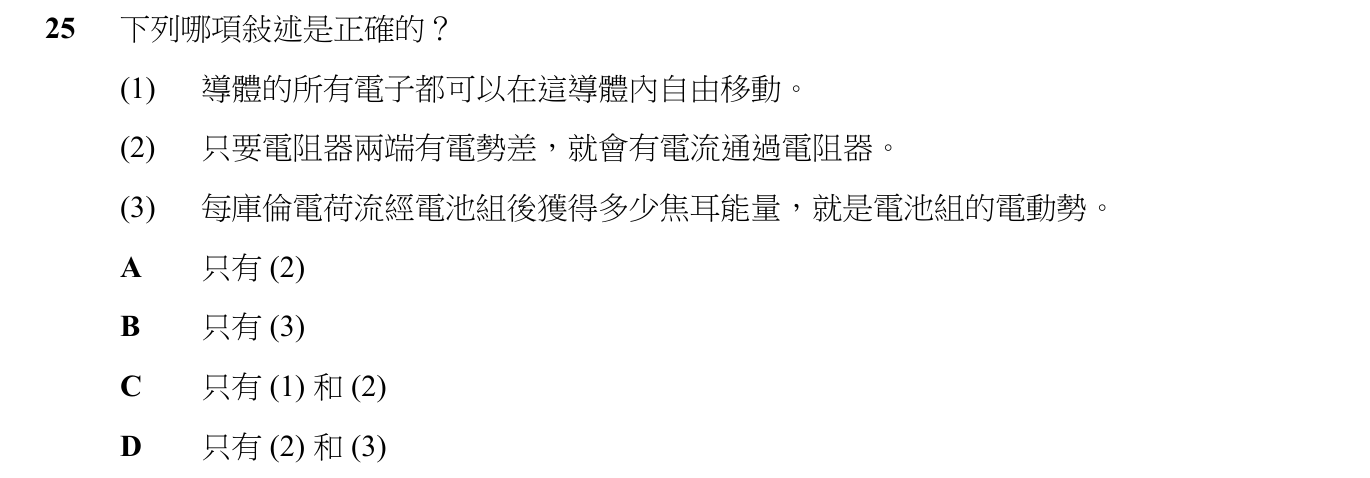 25 下列哪項敍述是正確的？
(1) 導體的所有電子都可以在這導體內自由移動。
(2) 只要電阻器兩端有電勢差，就會有電流通過電阻器。
(3) 每庫倫電荷流經電池組後獲得多少焦耳能量，就是電池組的電動勢。
A 只有 (2)
B 只有 (3)
C 只有 (1) 和 (2)
D 只有 (2) 和 (3)